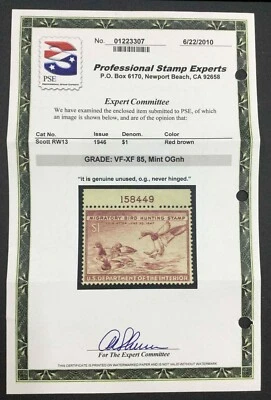 No. 01223307 6/22/2010
PSE
Professional Stamp Experts
P.O. Box 6170, Newport Beach, CA 92658
Expert Committee
We have examined the enclosed item submitted to PSE, of which
an image is shown below, and are of the opinion that:
Cat No Issue Denom Color
Scott RW13 1946 $1 Red brown
GRADE: VF-XF 85, Mint OGnh
"it is genuine unused, o.g., never hinged."
158449
MIGRATORY BIRD HUNTING STAMP
$1
U.S. DEPARTMENT OF THE INTERIOR
For The Expert Committee